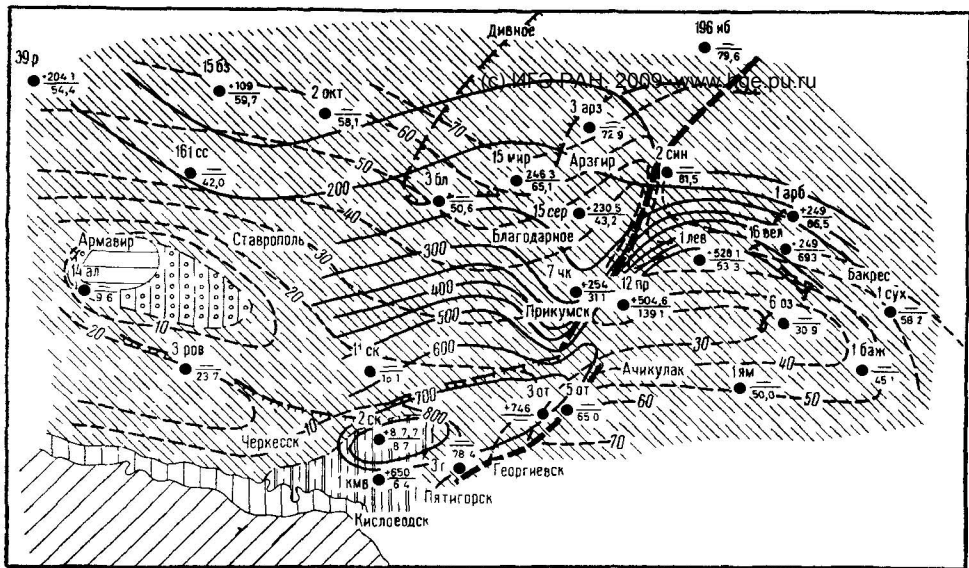 Дивное
196 иб
79,6
39 р
+204 1
54,4
15 бз
+109
59,7
2 окт
58,1
(c) ИГЭ РАН, 2009
3 арз
72 9
60
70
161 сс
42,0
50
15 мир
246 3
65,1
Арзгир
2 син
81,5
200
40
3 бл
50,6
15 сер
+230,5
43,2
1 арб
+249
66,5
Армавир
Ставрополь
300
30
Благодарное
1 лев
+528 1
53 3
16 вел
+249
693
Бакрес
14 ал
9 6
400
7 чк
+254
31 1
12 пр
+504,6
139 1
1 сух
58 2
20
500
Прикумск
30 9
10
20
3 ров
23 7
600
30
40
1 баж
45 1
Ачикулак
1 ям
50,0
50
10
700
3 от
+746
5 от
65 0
60
2 ск
800
+8 7,7
8 7
70
Черкесск
78 4
3 г
Георгиевск
1 кмв
+650
6 4
Пятигорск
Кисловодск